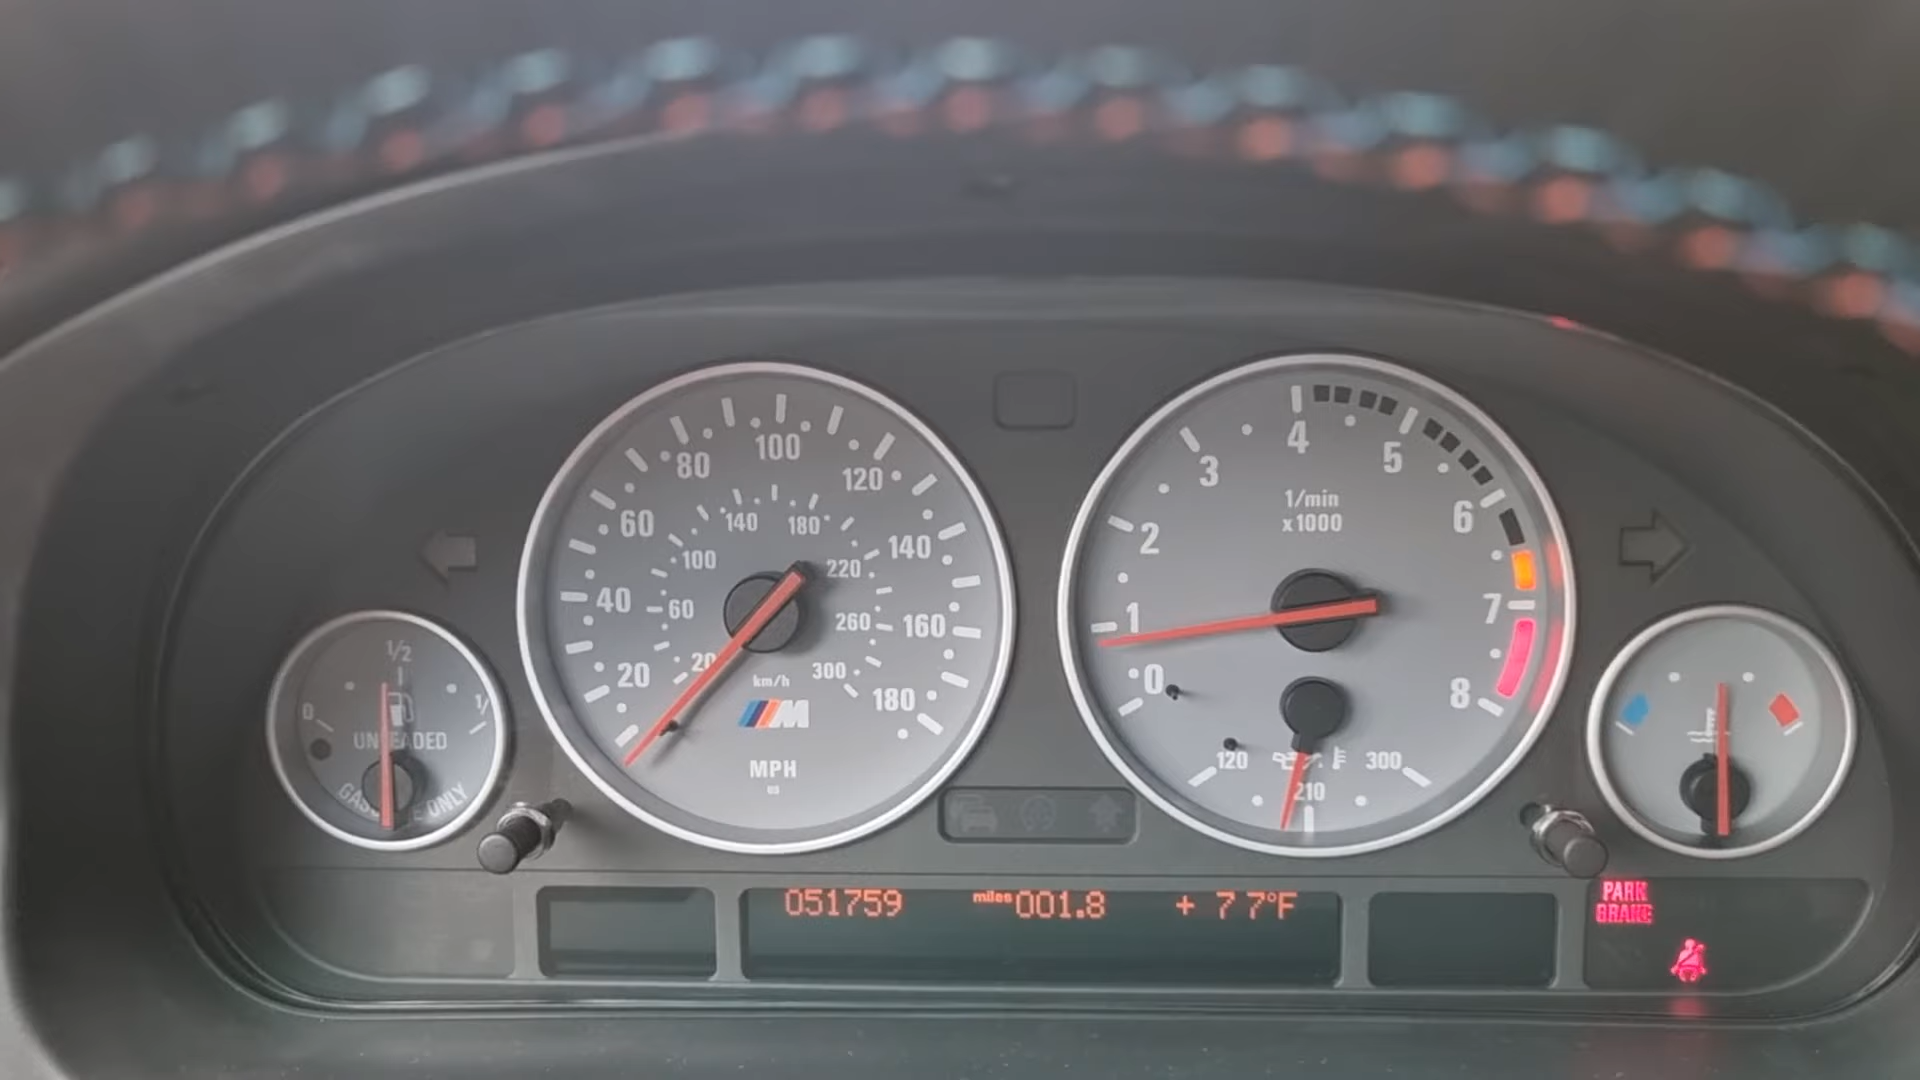 0
1/2
1/
UNLEADED
GASOLINE ONLY
20
40
60
80
100
120
140
160
180
20
60
100
140
180
220
260
300
km/h
M
MPH
US
0
1
2
3
4
5
6
7
8
1/min
x1000
120
210
300
051759 miles 001.8 + 77°F
PARK
BRAKE